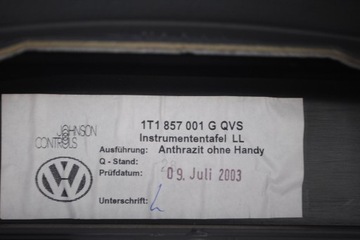 JOHNSON
CONTROLS
1T1 857 001 G QVS
Instrumententafel LL
Ausführung: Anthrazit ohne Handy
Q - Stand:
Prüfdatum: 09. Juli 2003
Unterschrift: